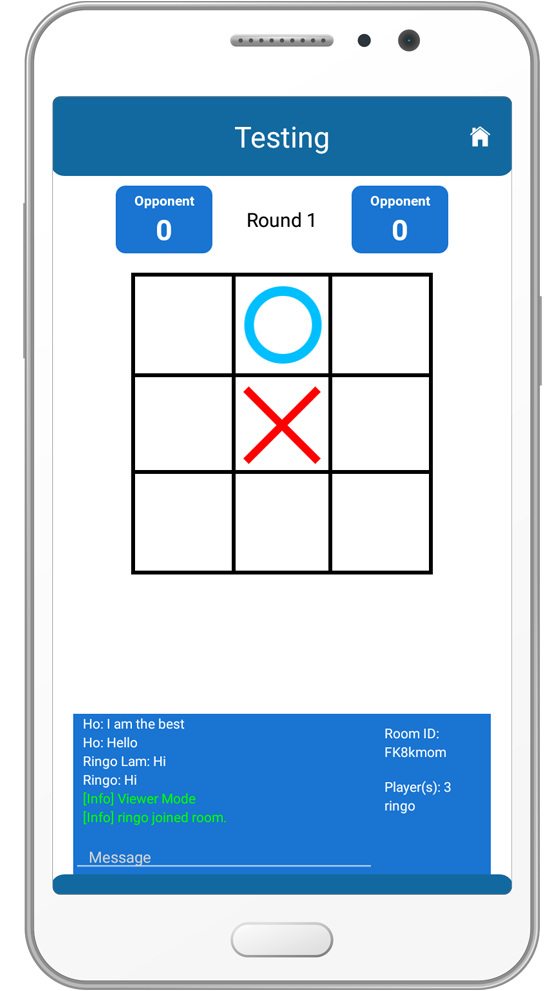 Testing
Opponent
0
Round 1
Opponent
0
Ho: I am the best
Ho: Hello
Ringo Lam: Hi
Ringo: Hi
[Info] Viewer Mode
[Info] ringo joined room.
Message
Room ID:
FK8kmom
Player(s): 3
ringo